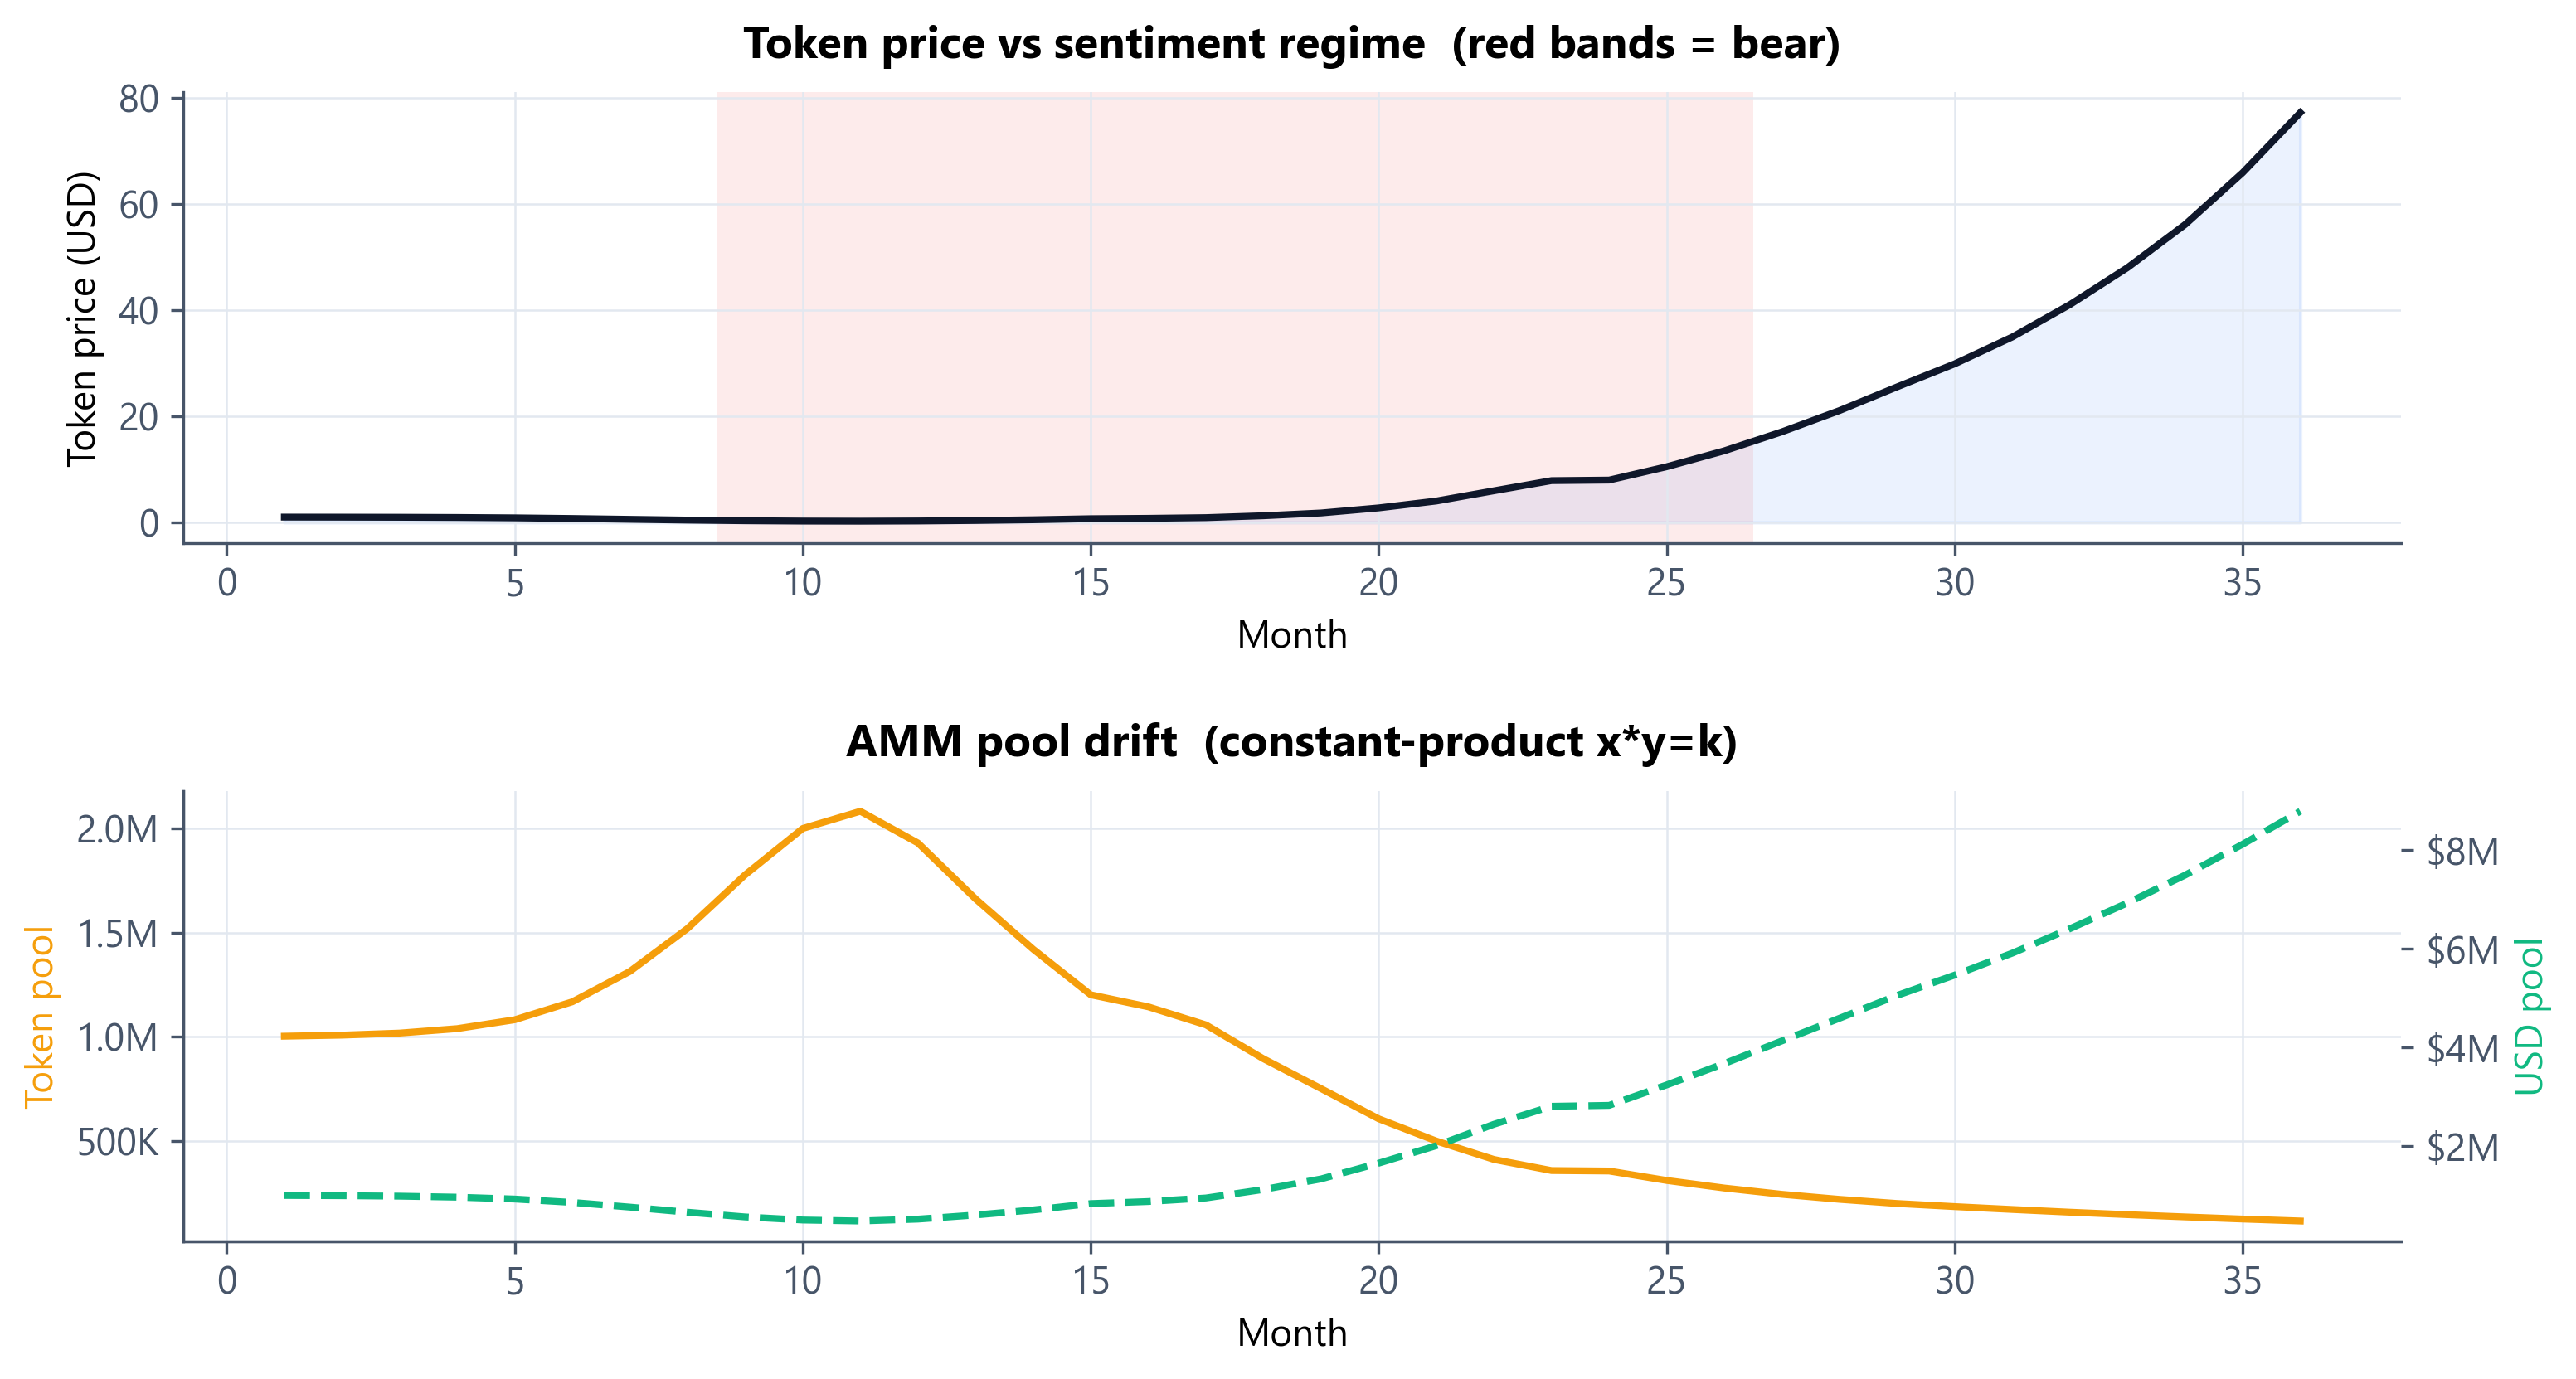 Token price vs sentiment regime  (red bands = bear)
Token price (USD)
80
60
40
20
0
0 5 10 15 20 25 30 35
Month
AMM pool drift  (constant-product x*y=k)
Token pool
2.0M
1.5M
1.0M
500K
$8M
$6M
$4M
$2M
USD pool
0 5 10 15 20 25 30 35
Month